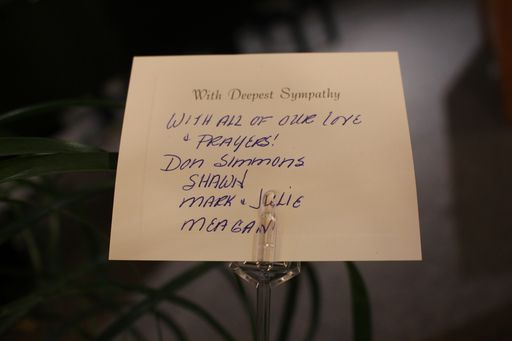 With Deepest Sympathy
WITH ALL OF OUR LOVE
& PRAYERS!
DON SIMMONS
SHAWN
MARK & JULIE
MEAGAN